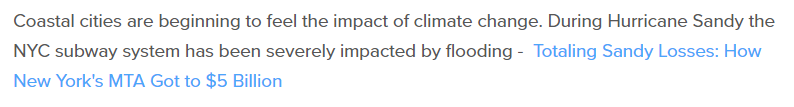 Coastal cities are beginning to feel the impact of climate change. During Hurricane Sandy the
NYC subway system has been severely impacted by flooding - Totaling Sandy Losses: How
New York's MTA Got to $5 Billion